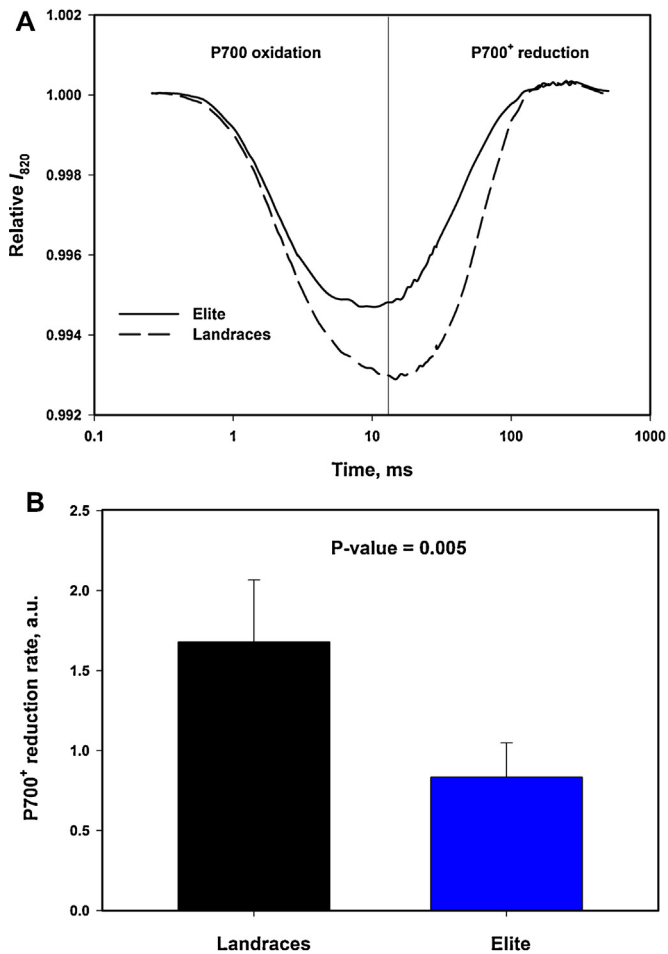 A
1.002
1.000
0.998
0.996
0.994
0.992
Relative I820
P700 oxidation
P700+ reduction
Elite
Landraces
0.1
1
10
100
1000
Time, ms
B
2.5
2.0
1.5
1.0
0.5
0.0
P700+ reduction rate, a.u.
P-value = 0.005
Landraces
Elite